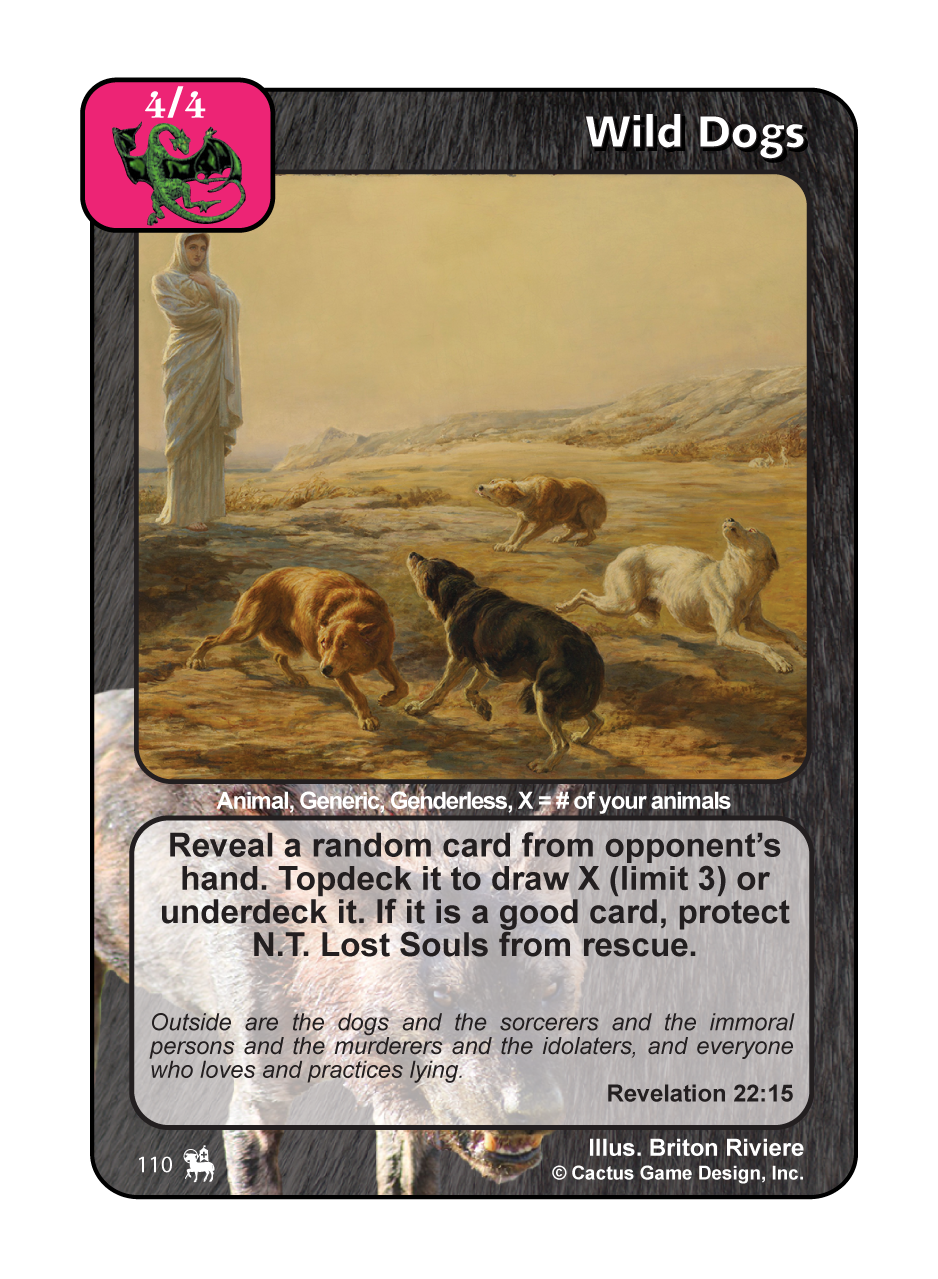 4/4
Wild Dogs
Animal, Generic, Genderless, X = # of your animals
Reveal a random card from opponent's
hand. Topdeck it to draw X (limit 3) or
underdeck it. If it is a good card, protect
N.T. Lost Souls from rescue.
Outside are the dogs and the sorcerers and the immoral
persons and the murderers and the idolaters, and everyone
who loves and practices lying.
Revelation 22:15
110
Illus. Briton Riviere
© Cactus Game Design, Inc.